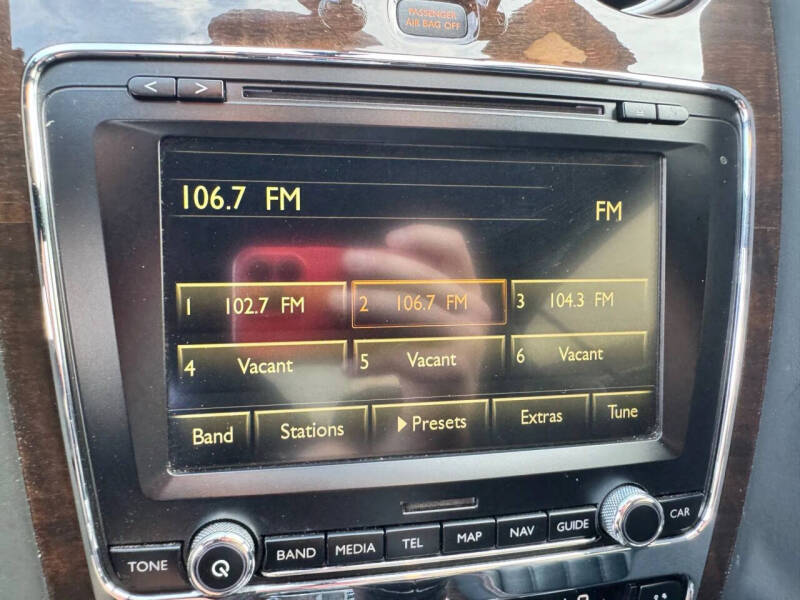 PASSENGER
AIR BAG OFF
< >
106.7 FM
FM
1 102.7 FM 2 106.7 FM 3 104.3 FM
4 Vacant 5 Vacant 6 Vacant
Band Stations Presets Extras Tune
TONE BAND MEDIA TEL MAP NAV GUIDE CAR